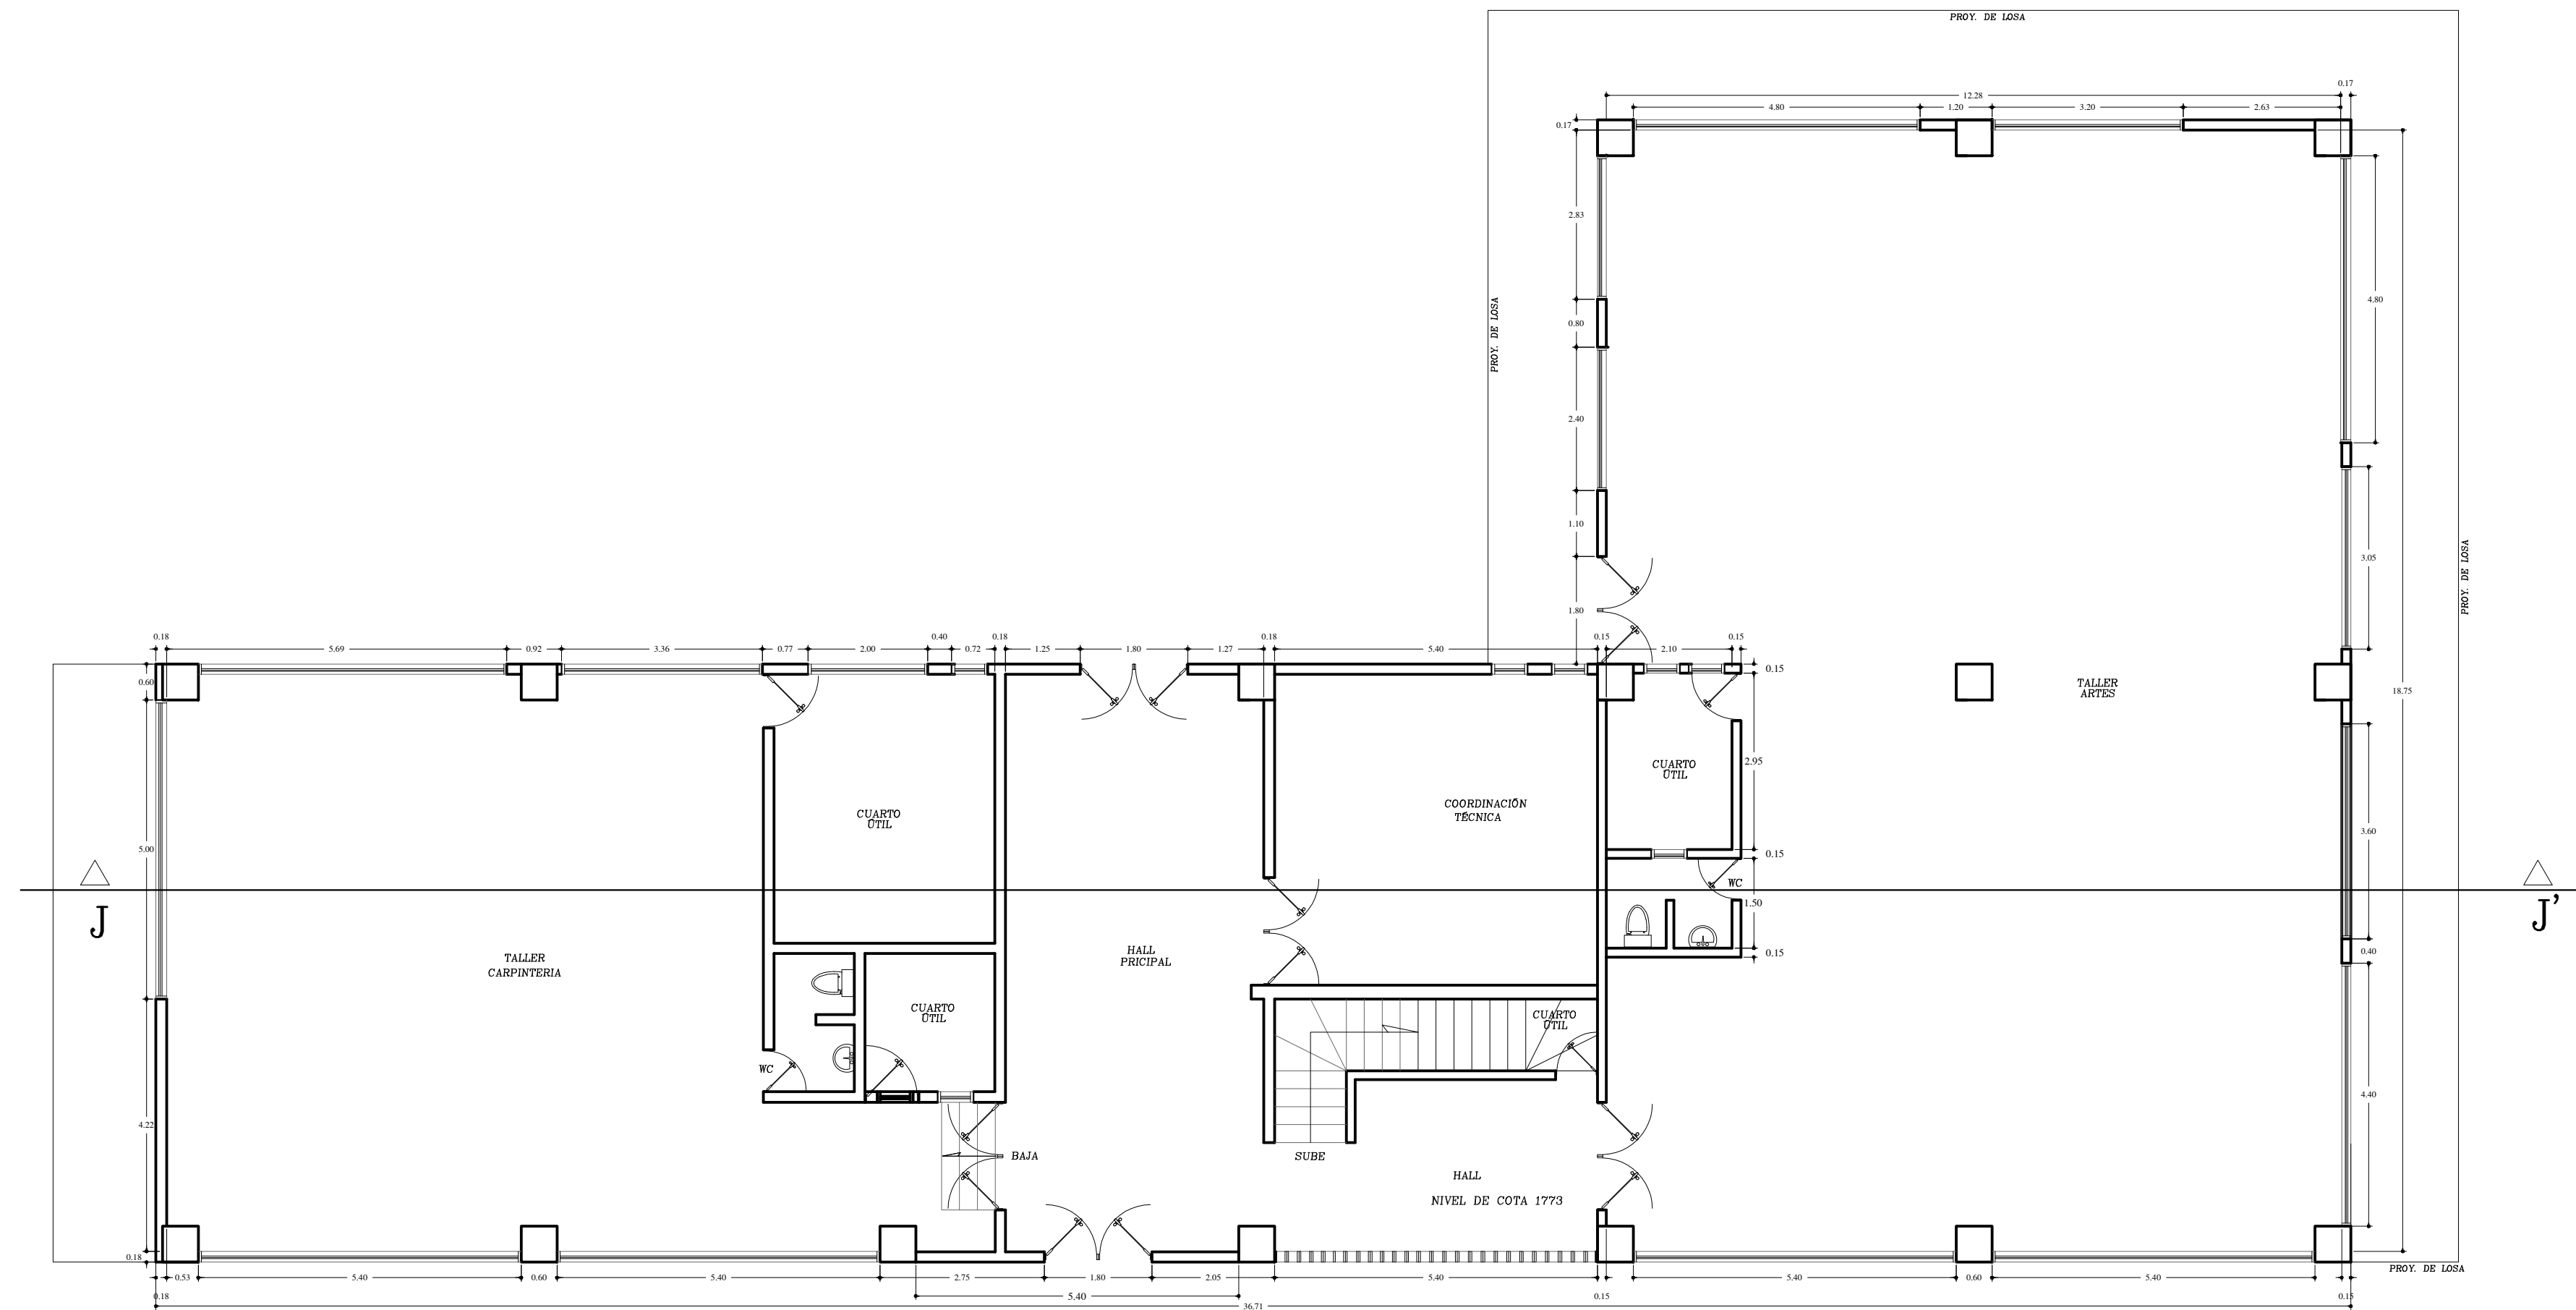 PROY. DE LOSA
0.17
12.28
4.80
1.20
3.20
2.63
0.17
2.83
4.80
0.80
PROY. DE LOSA
2.40
1.10
3.05
PROY. DE LOSA
1.80
0.18
5.69
0.92
3.36
0.77
2.00
0.40
0.72
0.18
1.25
1.80
1.27
0.18
5.40
0.15
2.10
0.15
0.15
0.60
TALLER
ARTES
18.75
2.95
CUARTO
ÚTIL
COORDINACIÓN
TÉCNICA
CUARTO
ÚTIL
3.60
5.00
0.15
WC
1.50
J
J'
HALL
PRICIPAL
TALLER
CARPINTERIA
0.15
0.40
CUARTO
ÚTIL
CUARTO
ÚTIL
WC
4.40
4.22
BAJA
SUBE
HALL
NIVEL DE COTA 1773
0.18
0.53
5.40
0.60
5.40
2.75
1.80
2.05
5.40
5.40
0.60
5.40
PROY. DE LOSA
0.18
5.40
0.15
0.15
36.71